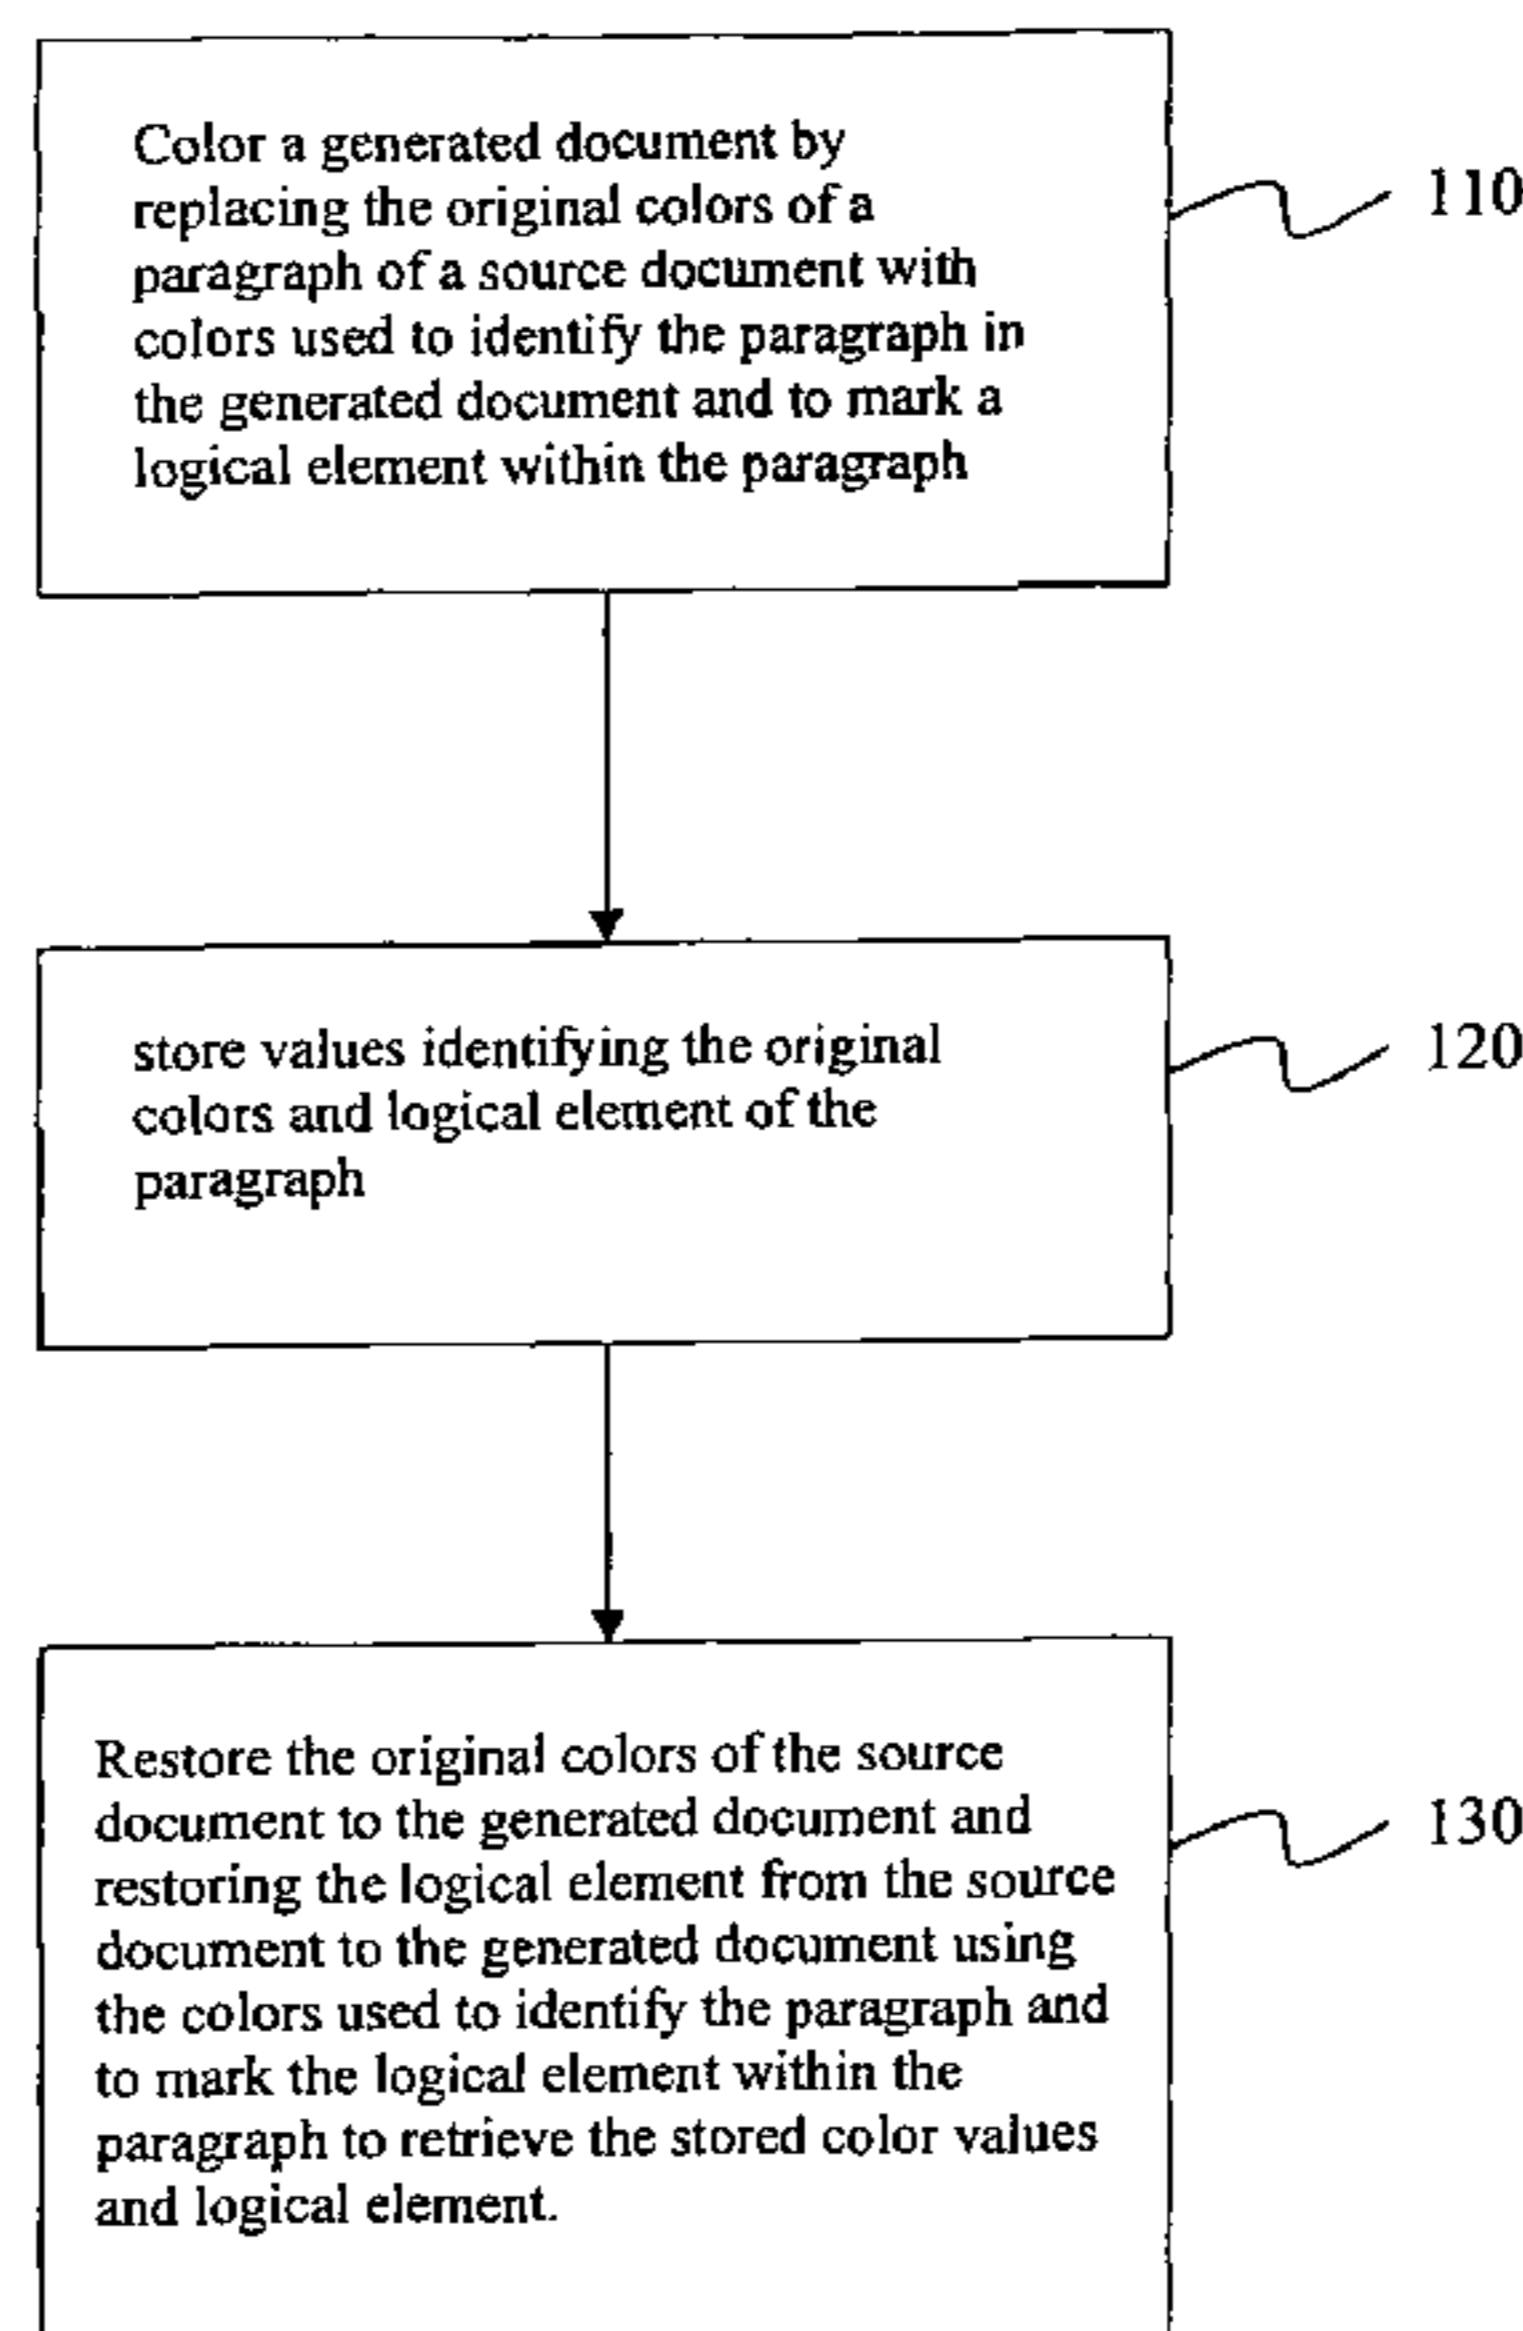 Color a generated document by
replacing the original colors of a
paragraph of a source document with
colors used to identify the paragraph in
the generated document and to mark a
logical element within the paragraph
110
store values identifying the original
colors and logical element of the
paragraph
120
Restore the original colors of the source
document to the generated document and
restoring the logical element from the source
document to the generated document using
the colors used to identify the paragraph and
to mark the logical element within the
paragraph to retrieve the stored color values
and logical element.
130